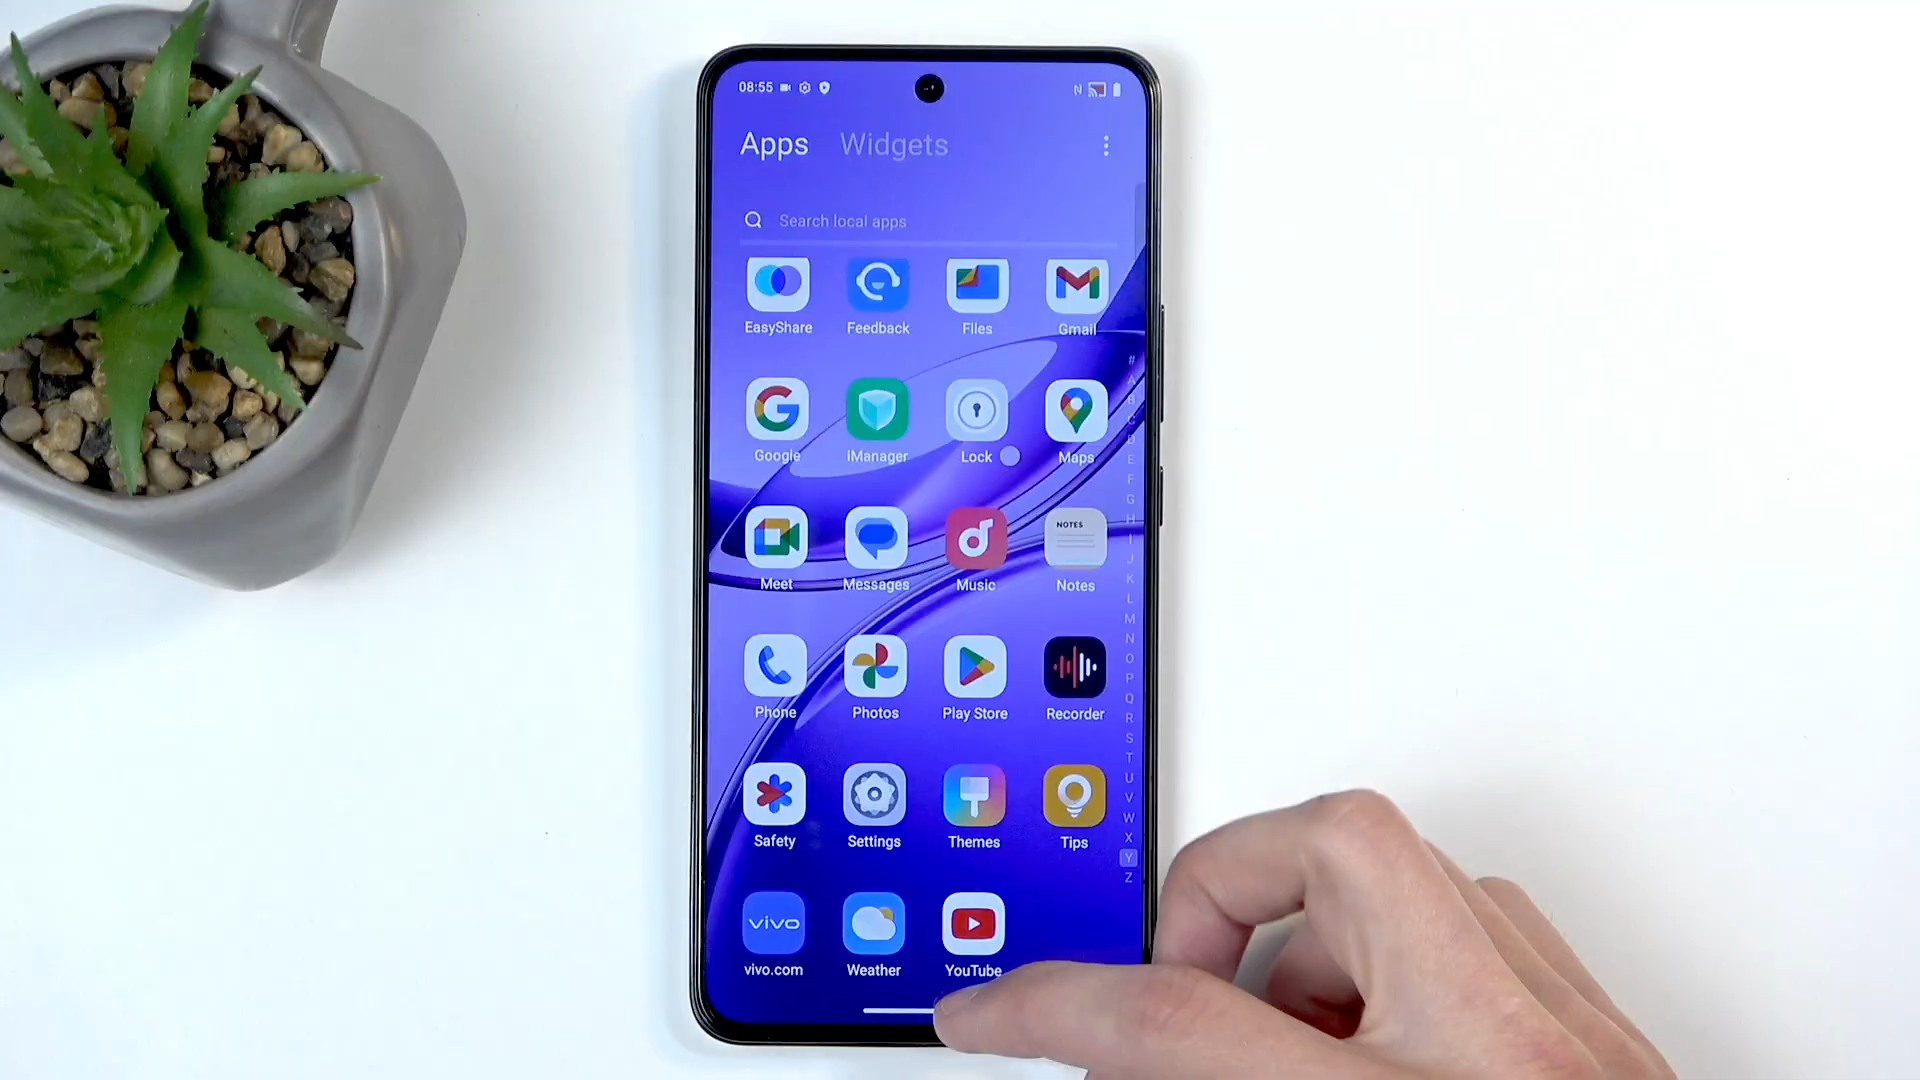 08:55
Apps Widgets
Search local apps
EasyShare Feedback FIles Gmail
Google iManager Lock Maps
NOTES
Meet Messages Music Notes
Phone Photos Play Store Recorder
Safety Settings Themes Tips
vivo
vivo.com Weather YouTube
#
A
B
C
D
E
F
G
H
I
J
K
L
M
N
O
P
Q
R
S
T
U
V
W
X
Y
Z